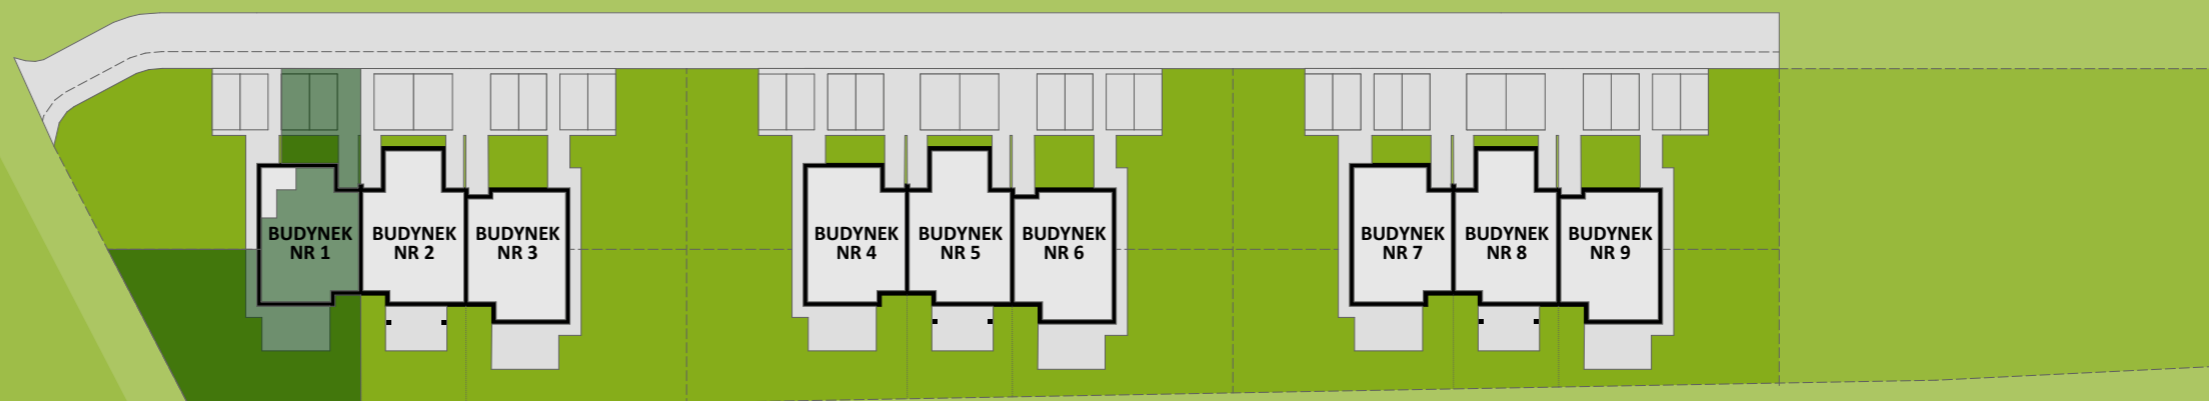 BUDYNEK
NR 1
BUDYNEK
NR 2
BUDYNEK
NR 3
BUDYNEK
NR 4
BUDYNEK
NR 5
BUDYNEK
NR 6
BUDYNEK
NR 7
BUDYNEK
NR 8
BUDYNEK
NR 9